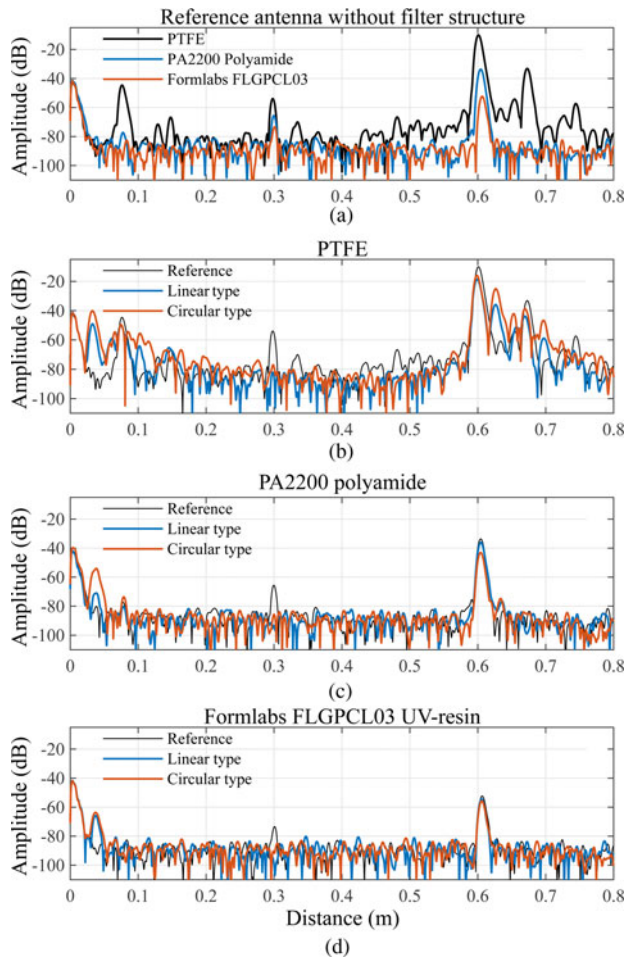 Reference antenna without filter structure
Amplitude (dB)
-20
-40
-60
-80
-100
PTFE
PA2200 Polyamide
Formlabs FLGPCL03
0 0.1 0.2 0.3 0.4 0.5 0.6 0.7 0.8
(a)
PTFE
Amplitude (dB)
-20
-40
-60
-80
-100
Reference
Linear type
Circular type
0 0.1 0.2 0.3 0.4 0.5 0.6 0.7 0.8
(b)
PA2200 polyamide
Amplitude (dB)
-20
-40
-60
-80
-100
Reference
Linear type
Circular type
0 0.1 0.2 0.3 0.4 0.5 0.6 0.7 0.8
(c)
Formlabs FLGPCL03 UV-resin
Amplitude (dB)
-20
-40
-60
-80
-100
Reference
Linear type
Circular type
0 0.1 0.2 0.3 0.4 0.5 0.6 0.7 0.8
Distance (m)
(d)